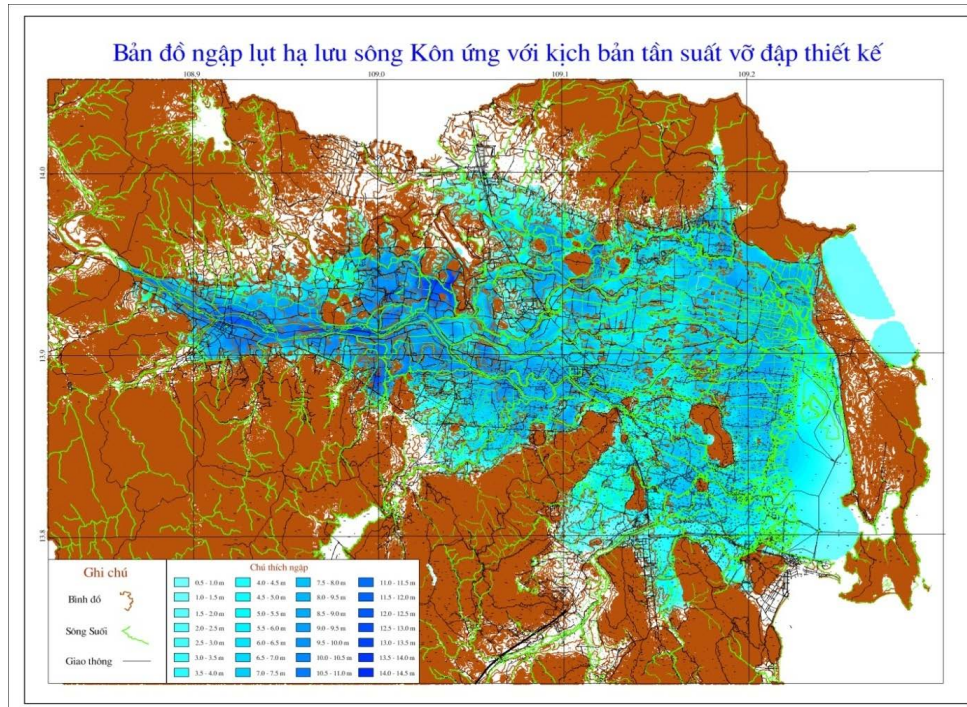 Bản đồ ngập lụt hạ lưu sông Kôn ứng với kịch bản tần suất vỡ đập thiết kế
108.9 109.0 109.1 109.2
14.0
13.9
13.8
Ghi chú
Bình đồ
Sông Suối
Giao thông
Chú thích ngập
0.5 - 1.0 m 4.0 - 4.5 m 7.5 - 8.0 m 11.0 - 11.5 m
1.0 - 1.5 m 4.5 - 5.0 m 8.0 - 9.5 m 11.5 - 12.0 m
1.5 - 2.0 m 5.0 - 5.5 m 8.5 - 9.0 m 12.0 - 12.5 m
2.0 - 2.5 m 5.5 - 6.0 m 9.0 - 9.5 m 12.5 - 13.0 m
2.5 - 3.0 m 6.0 - 6.5 m 9.5 - 10.0 m 13.0 - 13.5 m
3.0 - 3.5 m 6.5 - 7.0 m 10.0 - 10.5 m 13.5 - 14.0 m
3.5 - 4.0 m 7.0 - 7.5 m 10.5 - 11.0 m 14.0 - 14.5 m